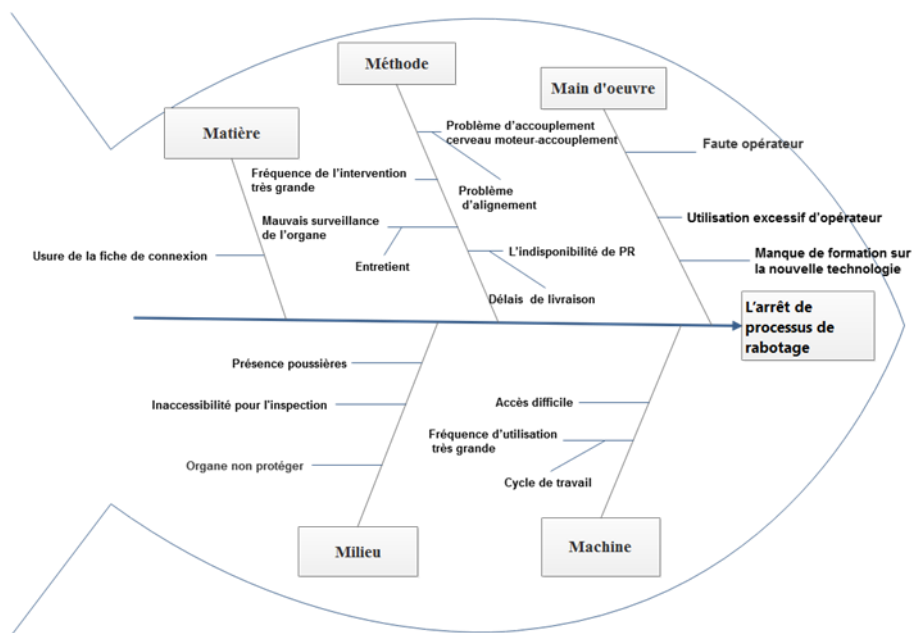 Méthode
Main d'oeuvre
Matière
Problème d'accouplement
cerveau moteur-accouplement
Faute opérateur
Fréquence de l'intervention
très grande
Problème
d'alignement
Mauvais surveillance
de l'organe
Utilisation excessif d'opérateur
Usure de la fiche de connexion
Entretient
L'indisponibilité de PR
Manque de formation sur
la nouvelle technologie
Délais de livraison
L'arrêt de
processus de
rabotage
Présence poussières
Inaccessibilité pour l'inspection
Accès difficile
Fréquence d'utilisation
très grande
Organe non protéger
Cycle de travail
Milieu
Machine